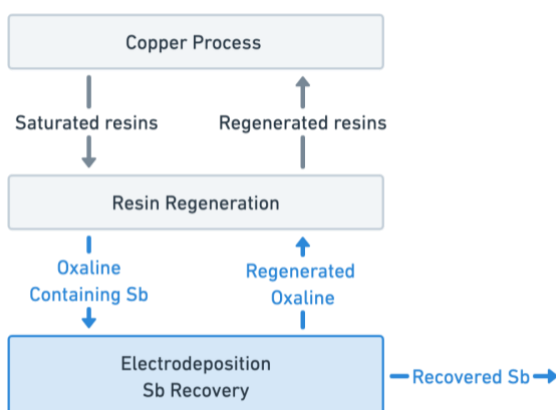 Copper Process
Saturated resins
Regenerated resins
Resin Regeneration
Oxaline
Containing Sb
Regenerated
Oxaline
Electrodeposition
Sb Recovery
Recovered Sb